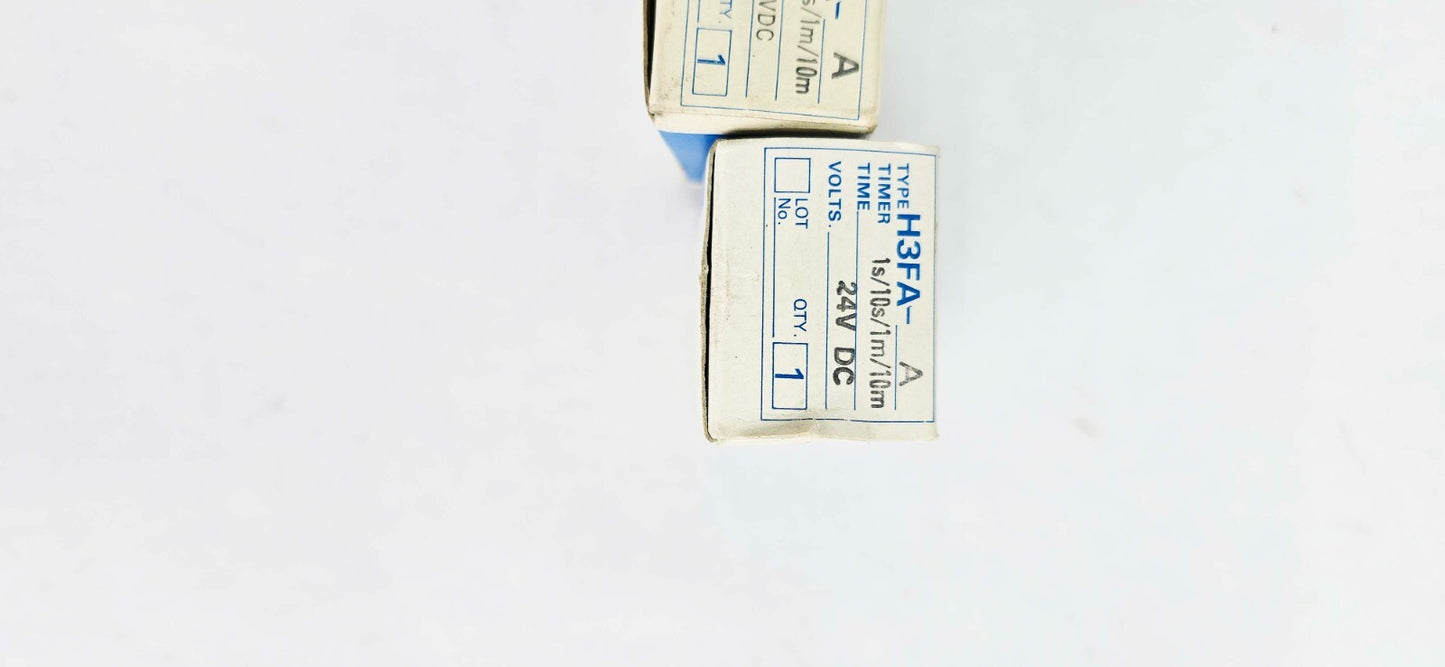 A-
A
s/1m/10m
VDC
TY. 1
TYPE H3FA- A
TIMER
TIME 1s/10s/1m/10m
VOLTS. 24V DC
LOT No. QTY. 1